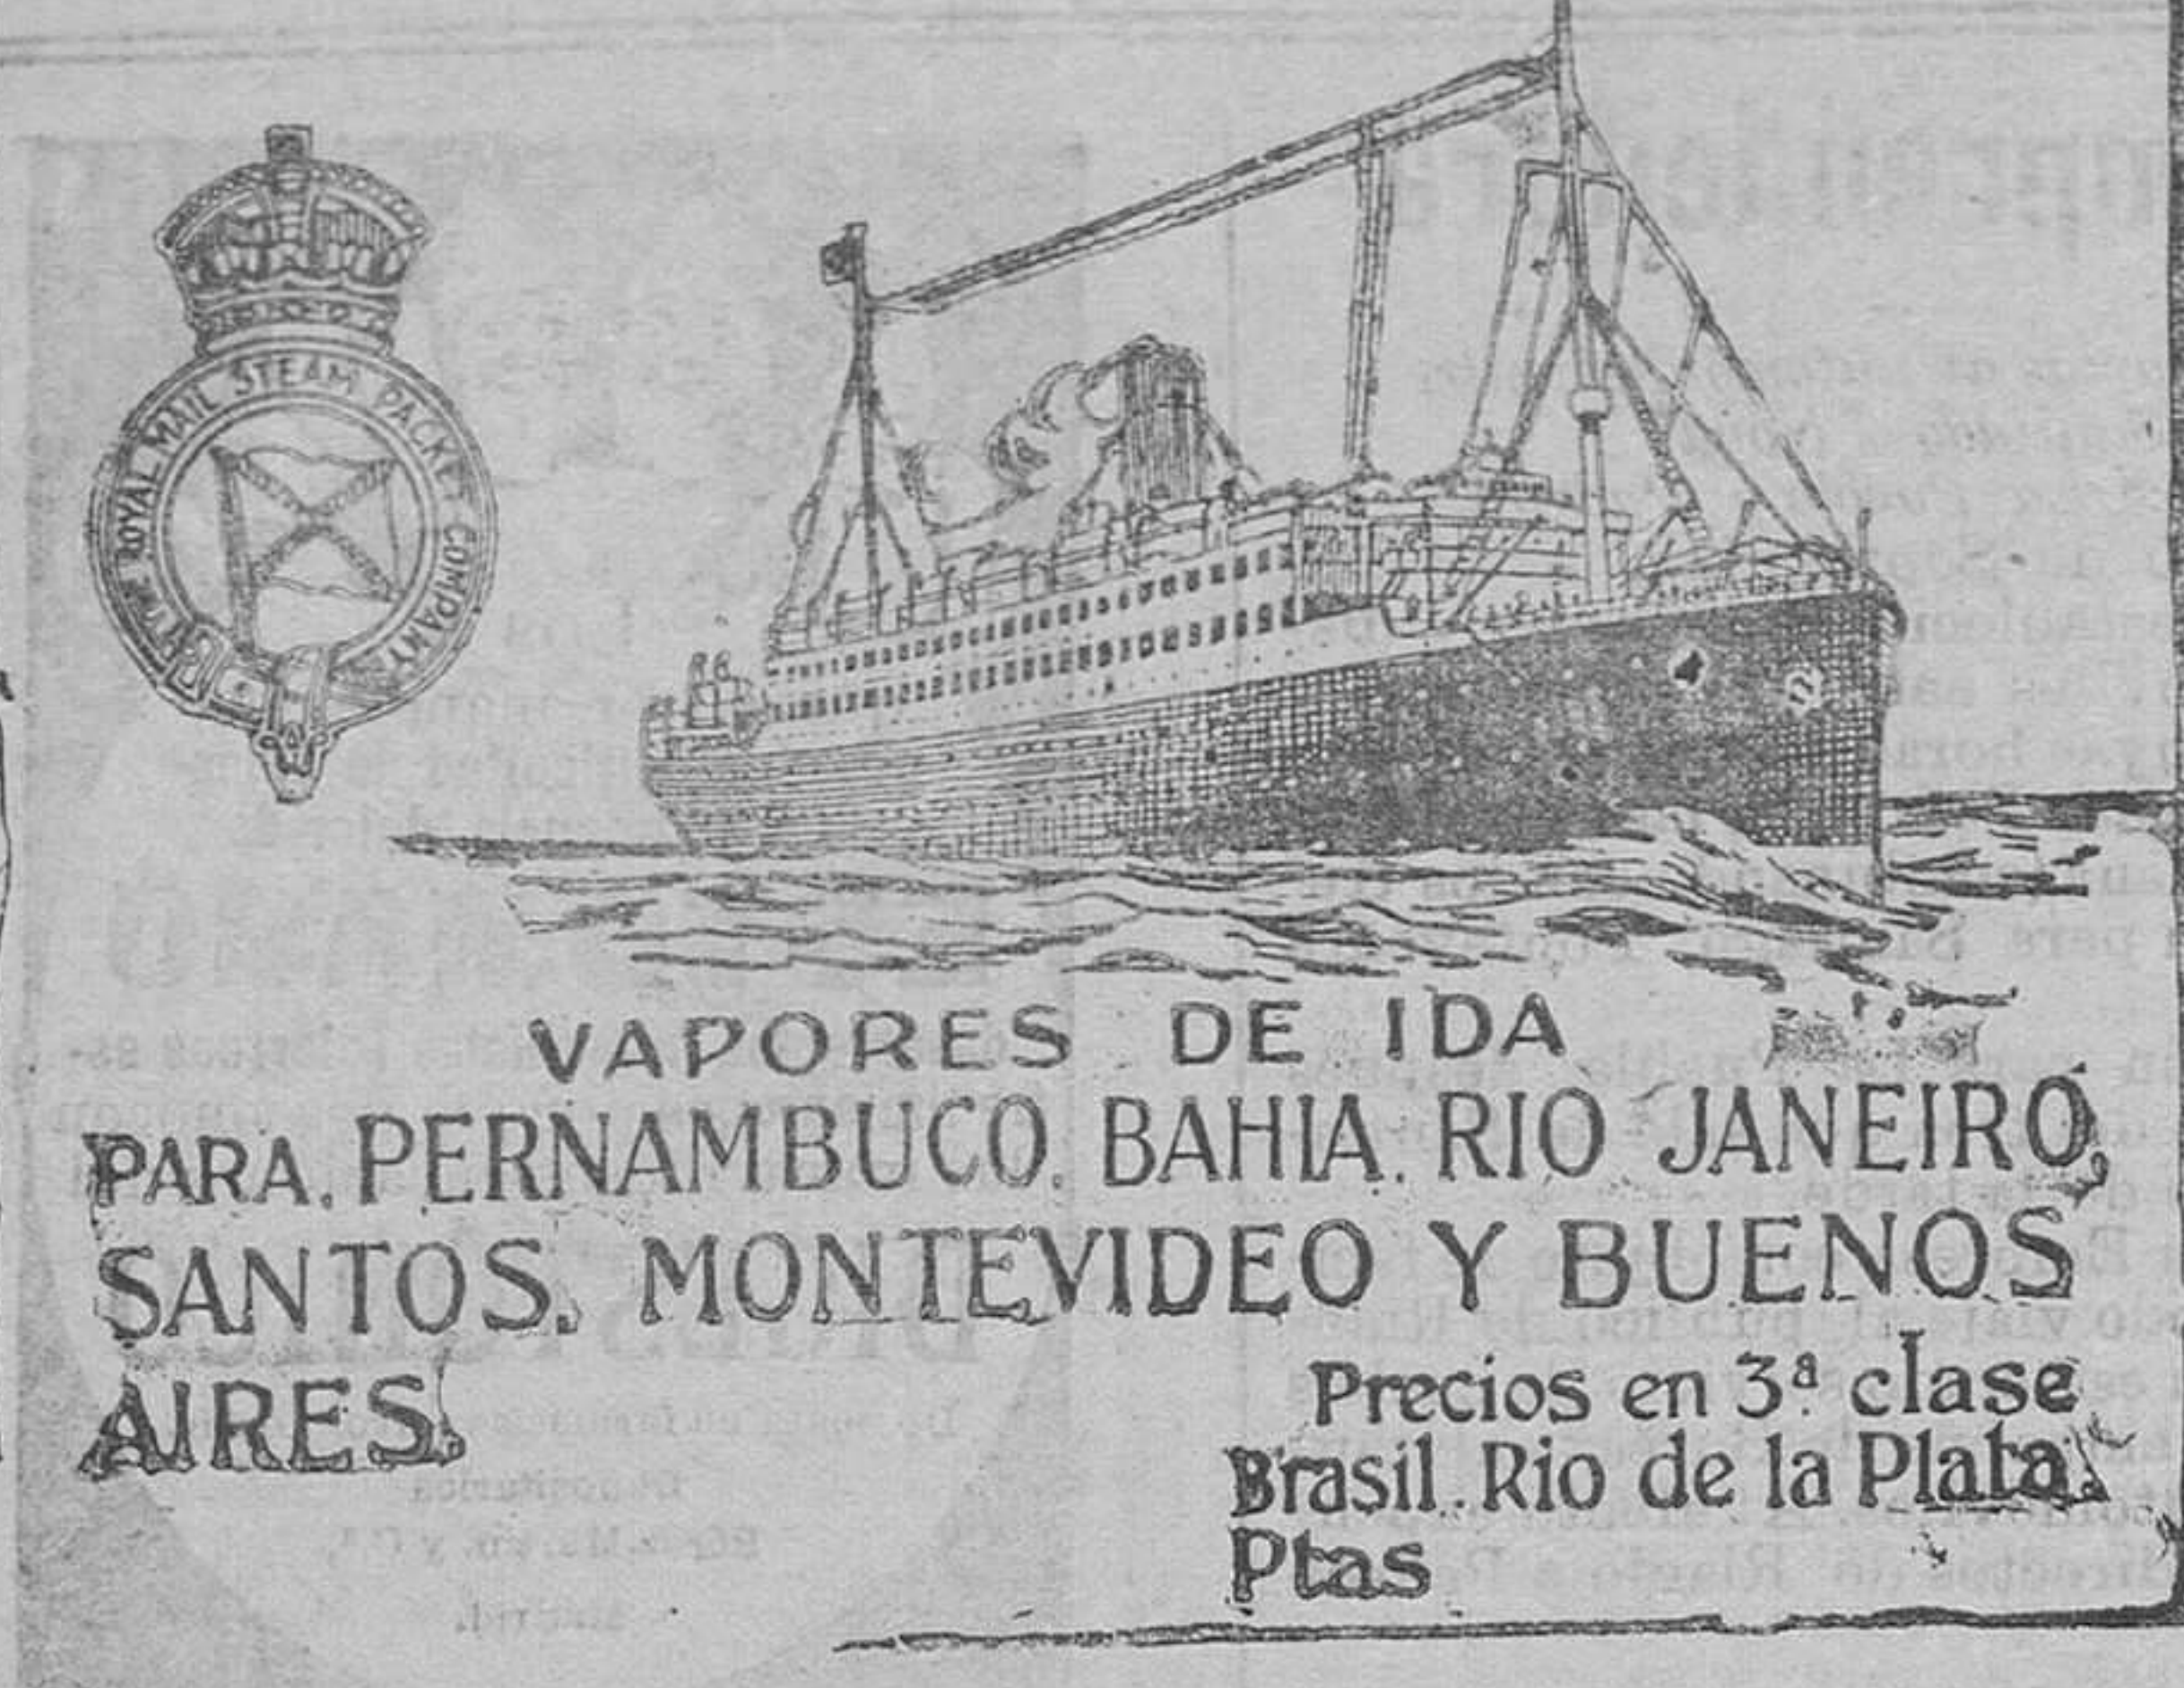 THE ROYAL MAIL STEAM PACKET COMPANY
VAPORES DE IDA
PARA, PERNAMBUCO, BAHIA, RIO JANEIRO,
SANTOS, MONTEVIDEO Y BUENOS
AIRES.
Precios en 3ª clase
Brasil. Rio de la Plata.
Ptas